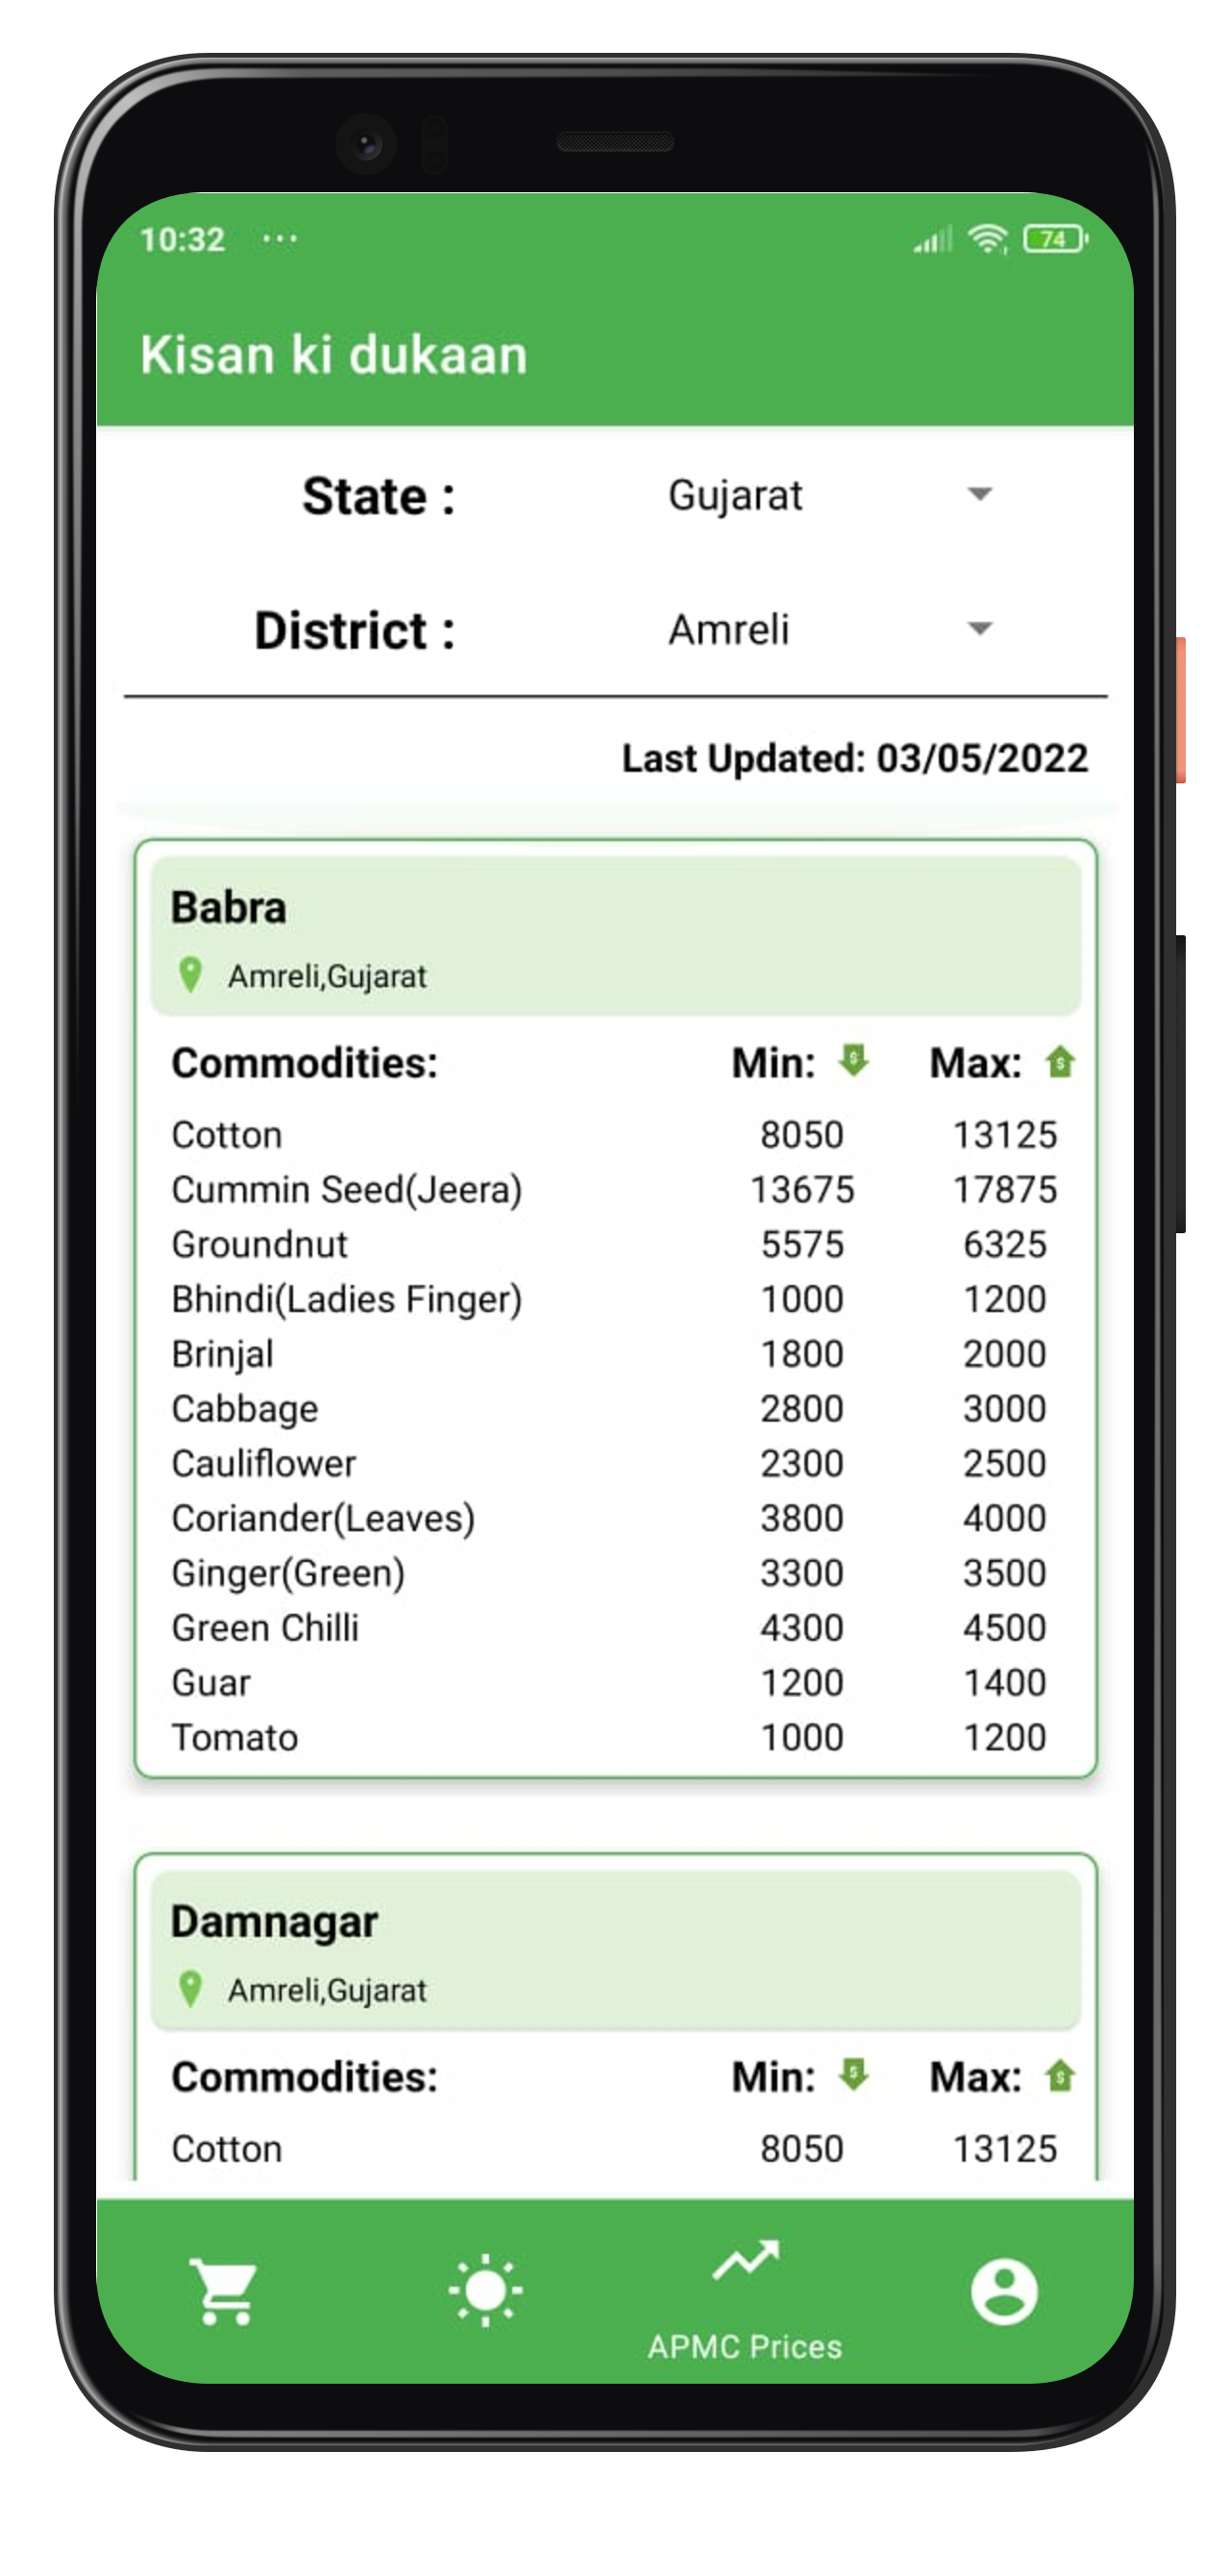 10:32 ... 74
Kisan ki dukaan
State : Gujarat
District : Amreli
Last Updated: 03/05/2022
Babra
Amreli,Gujarat
Commodities: Min: Max:
Cotton 8050 13125
Cummin Seed(Jeera) 13675 17875
Groundnut 5575 6325
Bhindi(Ladies Finger) 1000 1200
Brinjal 1800 2000
Cabbage 2800 3000
Cauliflower 2300 2500
Coriander(Leaves) 3800 4000
Ginger(Green) 3300 3500
Green Chilli 4300 4500
Guar 1200 1400
Tomato 1000 1200
Damnagar
Amreli,Gujarat
Commodities: Min: Max:
Cotton 8050 13125
APMC Prices